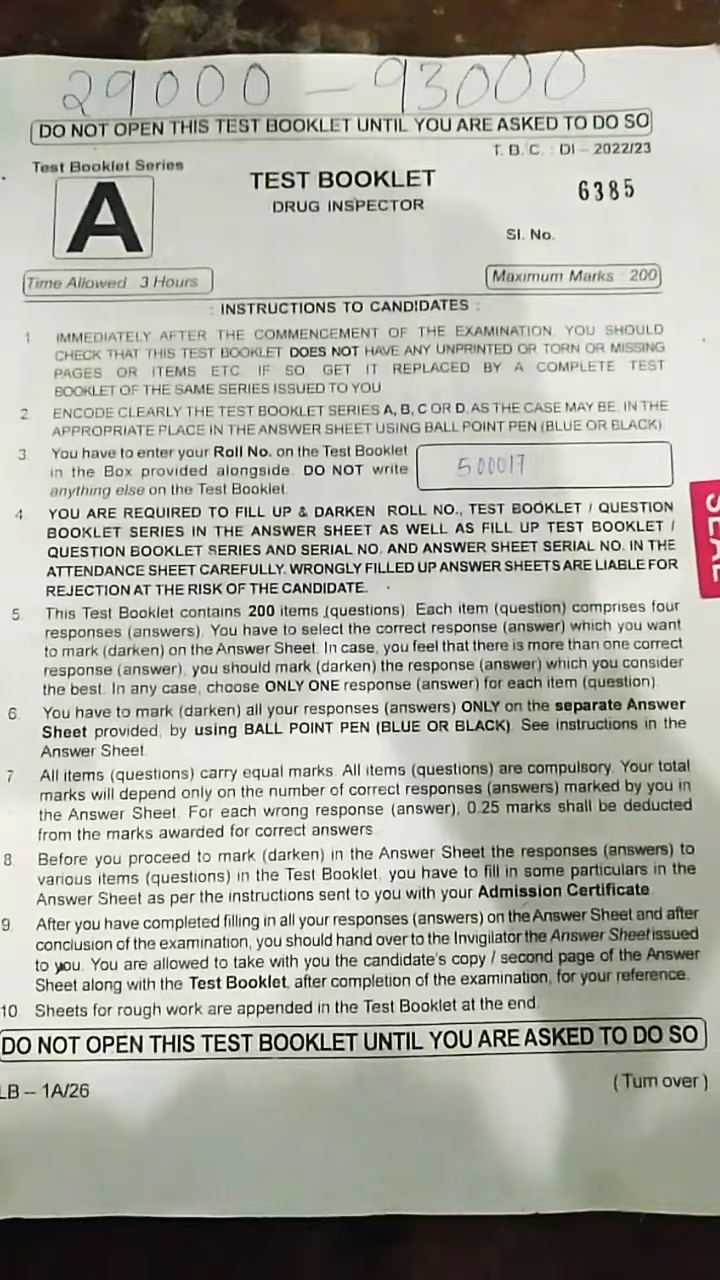 29000 - 93000
DO NOT OPEN THIS TEST BOOKLET UNTIL YOU ARE ASKED TO DO SO
T. B. C. : DI – 2022/23
Test Booklet Series
TEST BOOKLET
6385
A
DRUG INSPECTOR
Sl. No.
Time Allowed : 3 Hours
Maximum Marks : 200
: INSTRUCTIONS TO CANDIDATES :
1. IMMEDIATELY AFTER THE COMMENCEMENT OF THE EXAMINATION, YOU SHOULD
CHECK THAT THIS TEST BOOKLET DOES NOT HAVE ANY UNPRINTED OR TORN OR MISSING
PAGES OR ITEMS ETC. IF SO, GET IT REPLACED BY A COMPLETE TEST
BOOKLET OF THE SAME SERIES ISSUED TO YOU.
2. ENCODE CLEARLY THE TEST BOOKLET SERIES A, B, C OR D, AS THE CASE MAY BE, IN THE
APPROPRIATE PLACE IN THE ANSWER SHEET USING BALL POINT PEN (BLUE OR BLACK).
3. You have to enter your Roll No. on the Test Booklet
in the Box provided alongside. DO NOT write
anything else on the Test Booklet.
500017
4. YOU ARE REQUIRED TO FILL UP & DARKEN ROLL NO., TEST BOOKLET / QUESTION
BOOKLET SERIES IN THE ANSWER SHEET AS WELL AS FILL UP TEST BOOKLET /
QUESTION BOOKLET SERIES AND SERIAL NO. AND ANSWER SHEET SERIAL NO. IN THE
ATTENDANCE SHEET CAREFULLY. WRONGLY FILLED UP ANSWER SHEETS ARE LIABLE FOR
REJECTION AT THE RISK OF THE CANDIDATE.
SEAL
5. This Test Booklet contains 200 items (questions). Each item (question) comprises four
responses (answers). You have to select the correct response (answer) which you want
to mark (darken) on the Answer Sheet. In case, you feel that there is more than one correct
response (answer), you should mark (darken) the response (answer) which you consider
the best. In any case, choose ONLY ONE response (answer) for each item (question).
6. You have to mark (darken) all your responses (answers) ONLY on the separate Answer
Sheet provided, by using BALL POINT PEN (BLUE OR BLACK). See instructions in the
Answer Sheet.
7. All items (questions) carry equal marks. All items (questions) are compulsory. Your total
marks will depend only on the number of correct responses (answers) marked by you in
the Answer Sheet. For each wrong response (answer), 0.25 marks shall be deducted
from the marks awarded for correct answers.
8. Before you proceed to mark (darken) in the Answer Sheet the responses (answers) to
various items (questions) in the Test Booklet, you have to fill in some particulars in the
Answer Sheet as per the instructions sent to you with your Admission Certificate.
9. After you have completed filling in all your responses (answers) on the Answer Sheet and after
conclusion of the examination, you should hand over to the Invigilator the Answer Sheet issued
to you. You are allowed to take with you the candidate's copy / second page of the Answer
Sheet along with the Test Booklet, after completion of the examination, for your reference.
10. Sheets for rough work are appended in the Test Booklet at the end.
DO NOT OPEN THIS TEST BOOKLET UNTIL YOU ARE ASKED TO DO SO
LB – 1A/26
( Turn over )